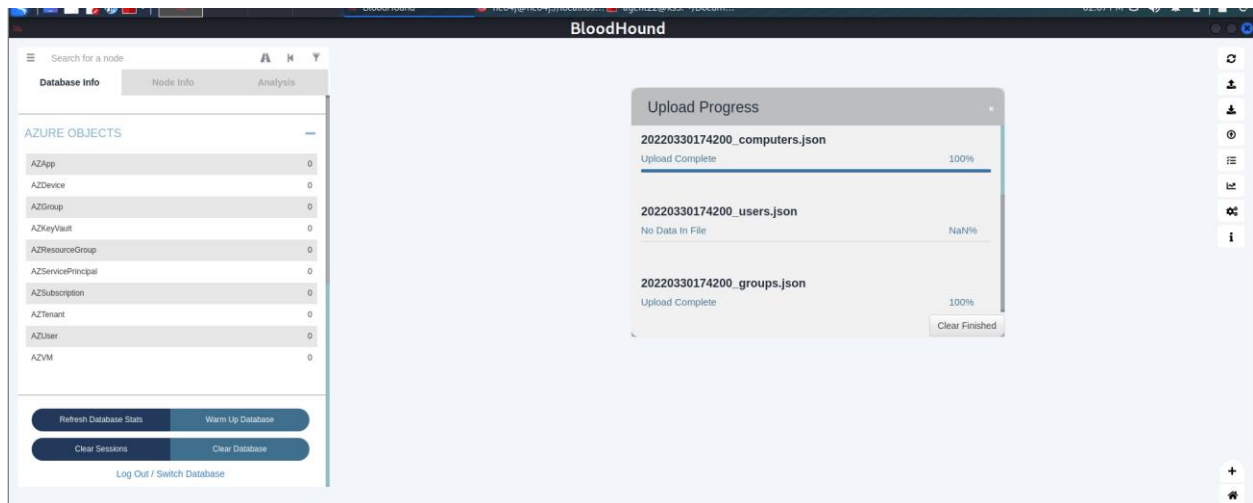 BloodHound
Search for a node
Database Info Node Info Analysis
AZURE OBJECTS
AZApp 0
AZDevice 0
AZGroup 0
AZKeyVault 0
AZResourceGroup 0
AZServicePrincipal 0
AZSubscription 0
AZTenant 0
AZUser 0
AZVM 0
Refresh Database Stats Warm Up Database
Clear Sessions Clear Database
Log Out / Switch Database
Upload Progress ×
20220330174200_computers.json
Upload Complete 100%
20220330174200_users.json
No Data In File NaN%
20220330174200_groups.json
Upload Complete 100%
Clear Finished